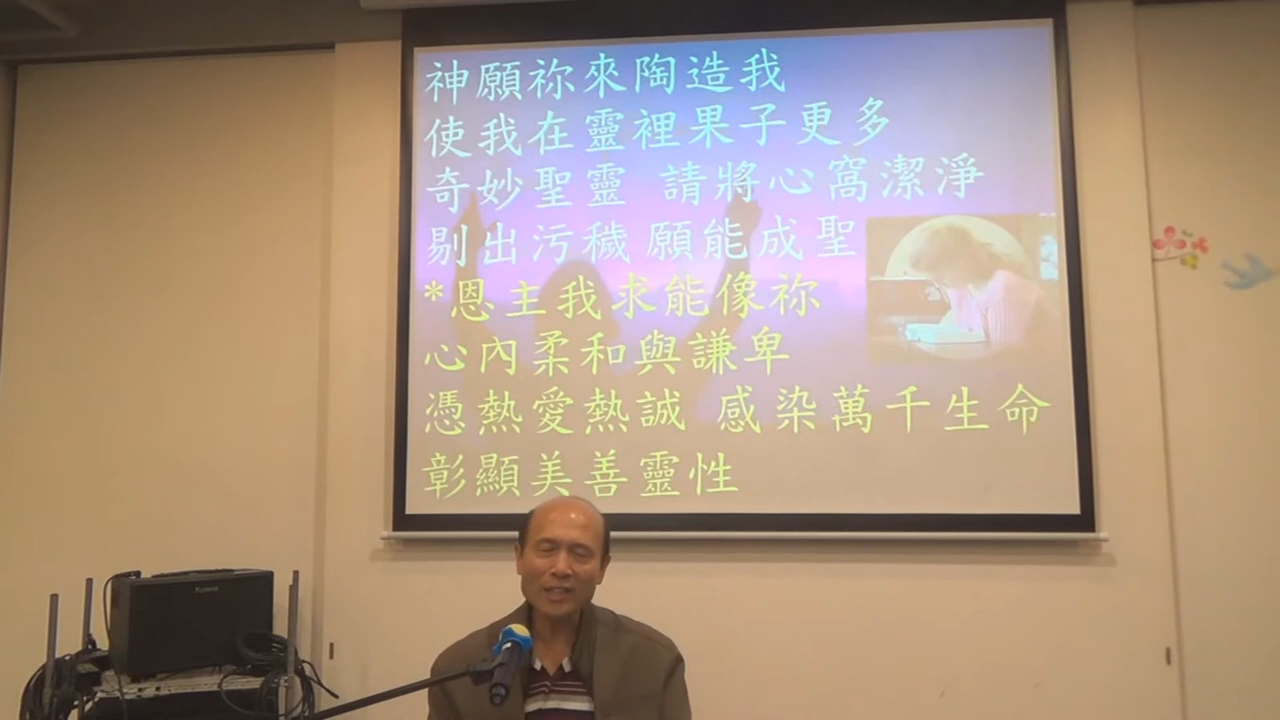 神願祢來陶造我
使我在靈裡果子更多
奇妙聖靈 請將心窩潔淨
剔出污穢 願能成聖
*恩主我求能像祢
心內柔和與謙卑
憑熱愛熱誠 感染萬千生命
彰顯美善靈性